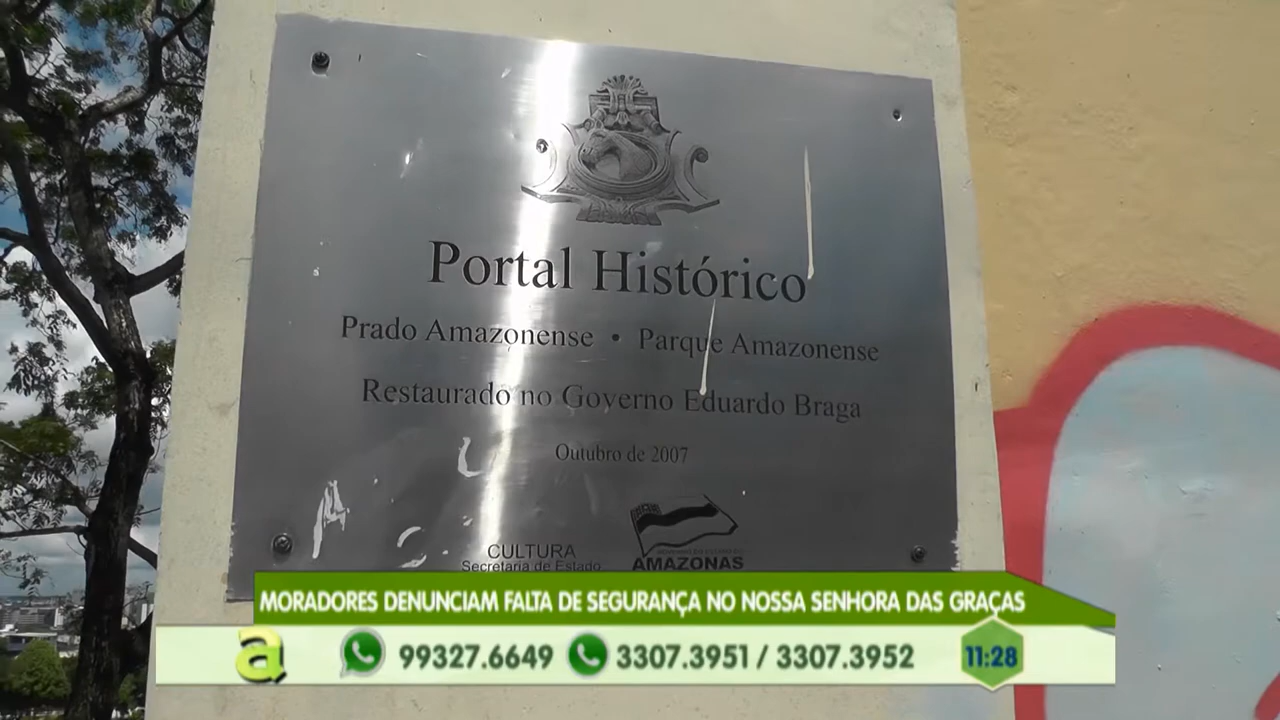 Portal Histórico
Prado Amazonense • Parque Amazonense
Restaurado no Governo Eduardo Braga
Outubro de 2007
CULTURA
Secretaria de Estado
AMAZONAS
MORADORES DENUNCIAM FALTA DE SEGURANÇA NO NOSSA SENHORA DAS GRAÇAS
a 99327.6649 3307.3951 / 3307.3952 11:28